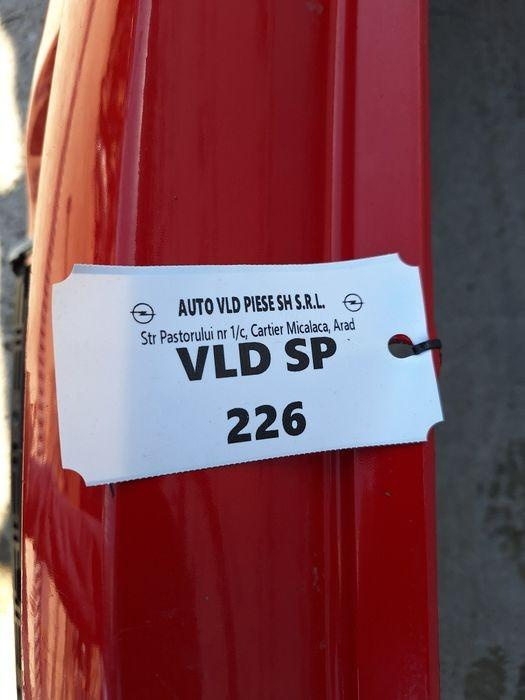 AUTO VLD PIESE SH S.R.L.
Str Pastorului nr 1/c, Cartier Micalaca, Arad
VLD SP
226